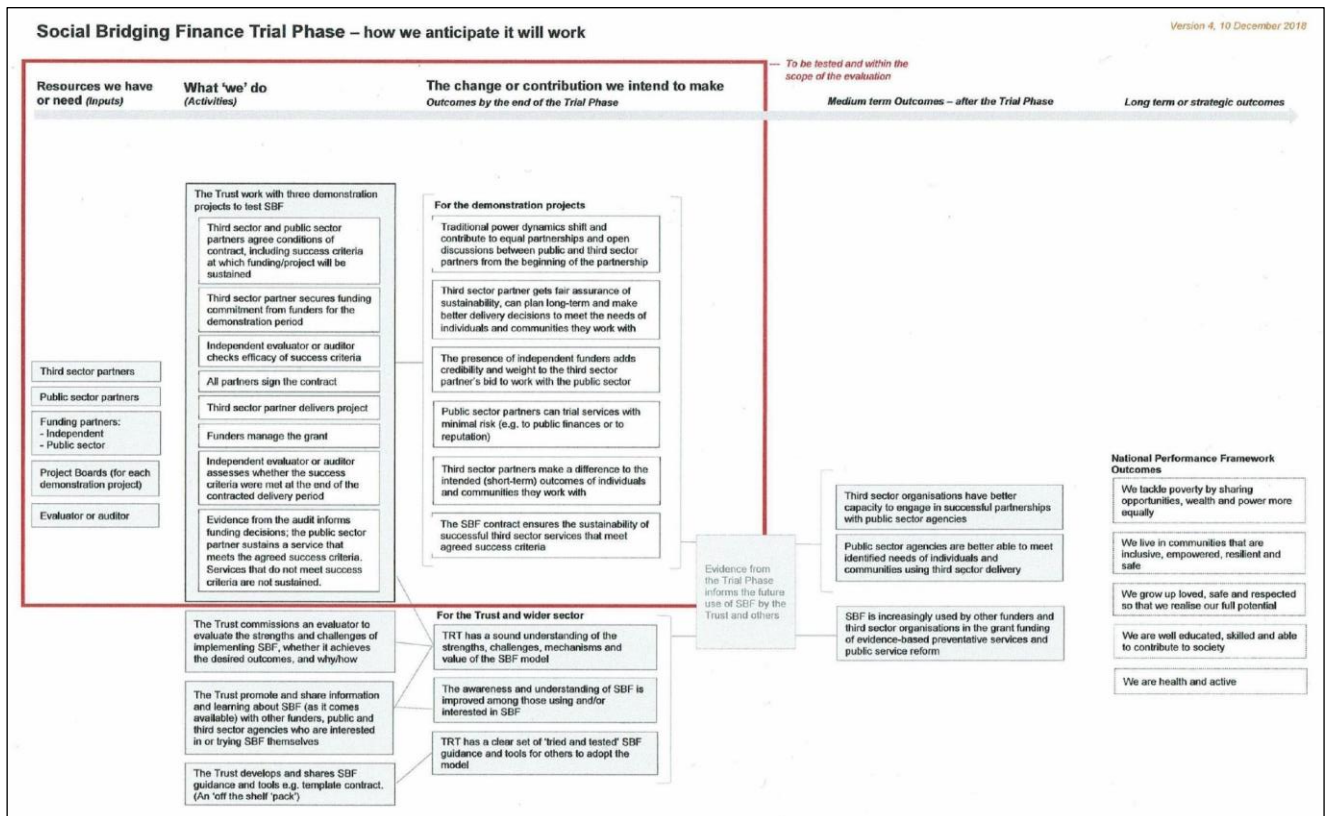 Social Bridging Finance Trial Phase – how we anticipate it will work
Version 4, 10 December 2018
To be tested and within the
scope of the evaluation
Resources we have
or need (Inputs)
What 'we' do
(Activities)
The change or contribution we intend to make
Outcomes by the end of the Trial Phase
Medium term Outcomes – after the Trial Phase
Long term or strategic outcomes
Third sector partners
Public sector partners
Funding partners:
- Independent
- Public sector
Project Boards (for each
demonstration project)
Evaluator or auditor
The Trust work with three demonstration
projects to test SBF
Third sector and public sector
partners agree conditions of
contract, including success criteria
at which funding/project will be
sustained
Third sector partner secures funding
commitment from funders for the
demonstration period
Independent evaluator or auditor
checks efficacy of success criteria
All partners sign the contract
Third sector partner delivers project
Funders manage the grant
Independent evaluator or auditor
assesses whether the success
criteria were met at the end of the
contracted delivery period
Evidence from the audit informs
funding decisions; the public sector
partner sustains a service that
meets the agreed success criteria.
Services that do not meet success
criteria are not sustained.
The Trust commissions an evaluator to
evaluate the strengths and challenges of
implementing SBF, whether it achieves
the desired outcomes, and why/how
The Trust promote and share information
and learning about SBF (as it comes
available) with other funders, public and
third sector agencies who are interested
in or trying SBF themselves
The Trust develops and shares SBF
guidance and tools e.g. template contract.
(An 'off the shelf 'pack')
For the demonstration projects
Traditional power dynamics shift and
contribute to equal partnerships and open
discussions between public and third sector
partners from the beginning of the partnership
Third sector partner gets fair assurance of
sustainability, can plan long-term and make
better delivery decisions to meet the needs of
individuals and communities they work with
The presence of independent funders adds
credibility and weight to the third sector
partner's bid to work with the public sector
Public sector partners can trial services with
minimal risk (e.g. to public finances or to
reputation)
Third sector partners make a difference to the
intended (short-term) outcomes of individuals
and communities they work with
The SBF contract ensures the sustainability of
successful third sector services that meet
agreed success criteria
For the Trust and wider sector
TRT has a sound understanding of the
strengths, challenges, mechanisms and
value of the SBF model
The awareness and understanding of SBF is
improved among those using and/or
interested in SBF
TRT has a clear set of 'tried and tested' SBF
guidance and tools for others to adopt the
model
Evidence from
the Trial Phase
informs the future
use of SBF by the
Trust and others
Third sector organisations have better
capacity to engage in successful partnerships
with public sector agencies
Public sector agencies are better able to meet
identified needs of individuals and
communities using third sector delivery
SBF is increasingly used by other funders and
third sector organisations in the grant funding
of evidence-based preventative services and
public service reform
National Performance Framework
Outcomes
We tackle poverty by sharing
opportunities, wealth and power more
equally
We live in communities that are
inclusive, empowered, resilient and
safe
We grow up loved, safe and respected
so that we realise our full potential
We are well educated, skilled and able
to contribute to society
We are health and active